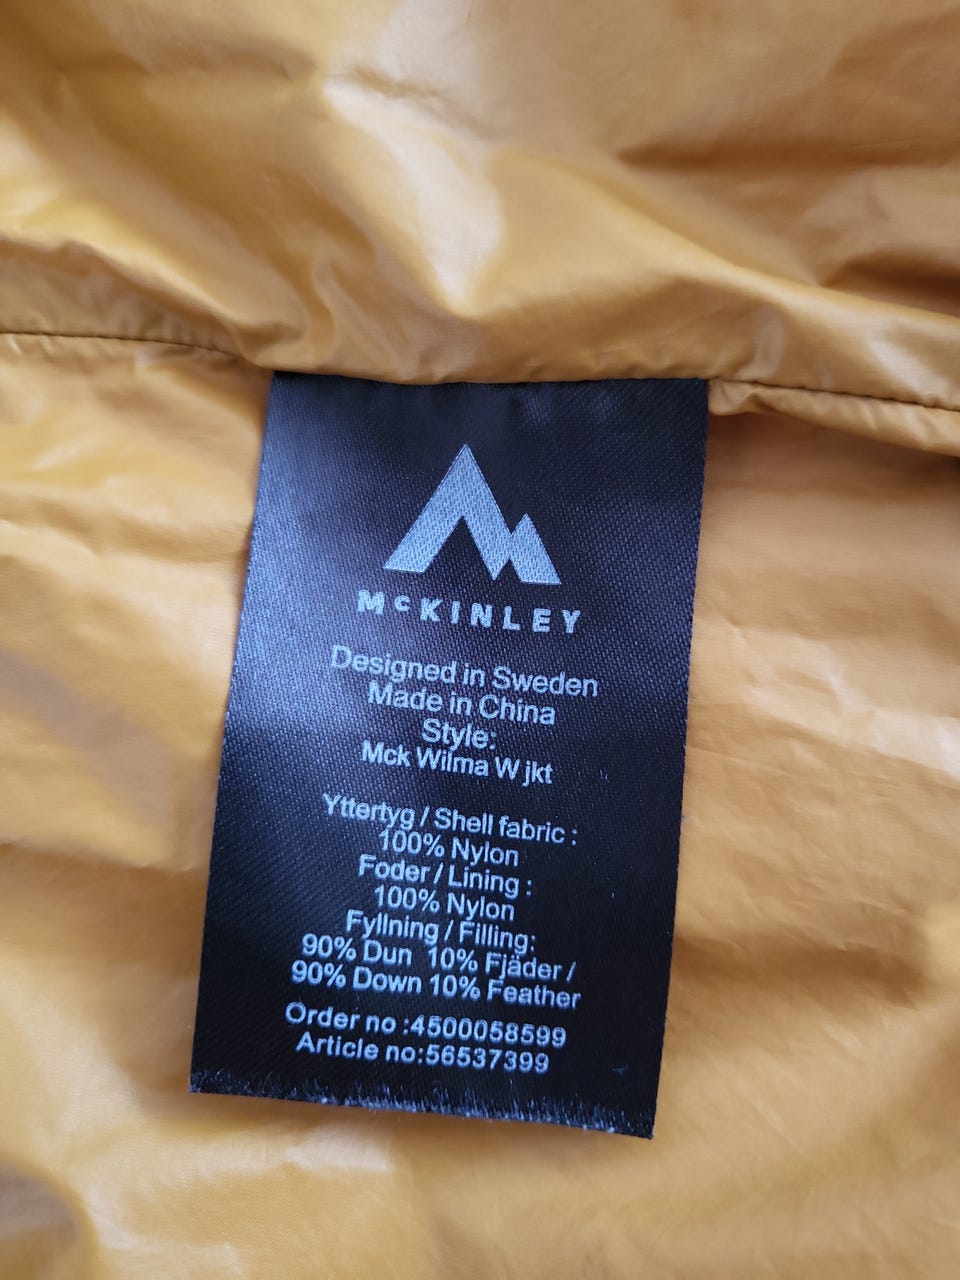 McKINLEY
Designed in Sweden
Made in China
Style:
Mck Wilma W jkt
Yttertyg / Shell fabric :
100% Nylon
Foder / Lining :
100% Nylon
Fyllning / Filling:
90% Dun 10% Fjäder /
90% Down 10% Feather
Order no :4500058599
Article no:56537399